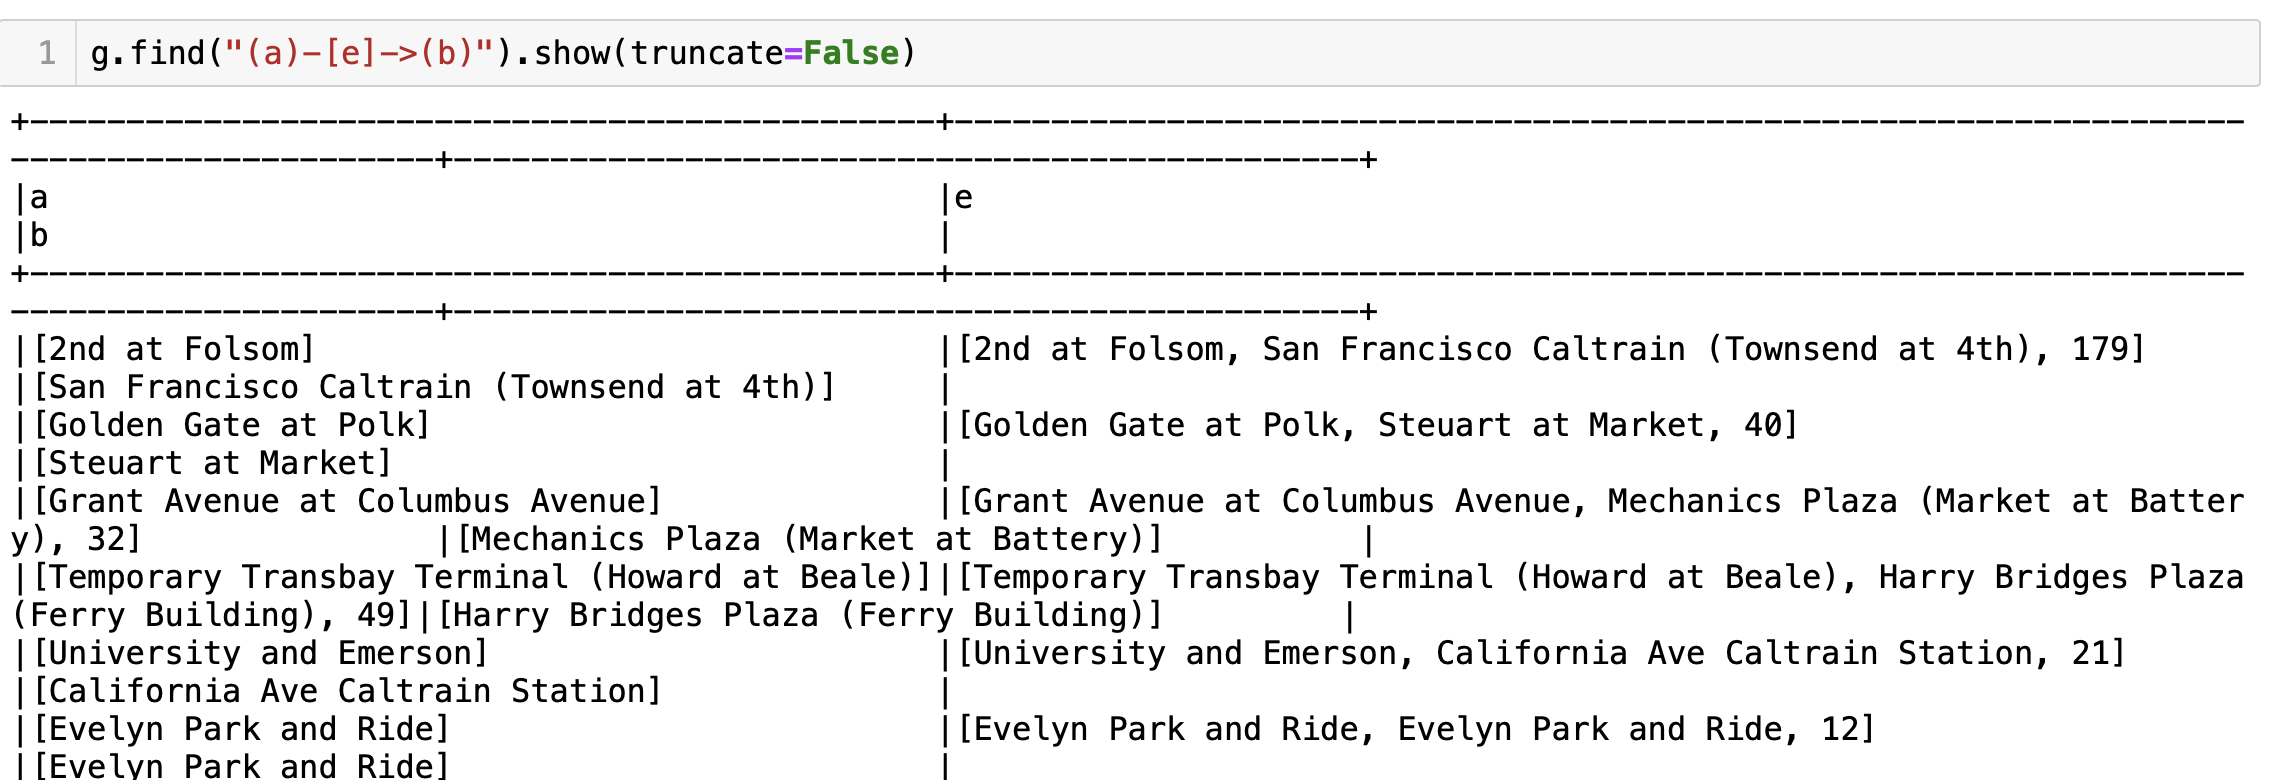 1 g.find("(a)-[e]->(b)").show(truncate=False)
+-----------------------------------------------+-------------------------------------------------------------------
----------------------+-----------------------------------------------+
|a                                              |e
|b                                              |
+-----------------------------------------------+-------------------------------------------------------------------
----------------------+-----------------------------------------------+
|[2nd at Folsom]                                |[2nd at Folsom, San Francisco Caltrain (Townsend at 4th), 179]
|[San Francisco Caltrain (Townsend at 4th)]     |
|[Golden Gate at Polk]                          |[Golden Gate at Polk, Steuart at Market, 40]
|[Steuart at Market]                            |
|[Grant Avenue at Columbus Avenue]              |[Grant Avenue at Columbus Avenue, Mechanics Plaza (Market at Batter
y), 32]               |[Mechanics Plaza (Market at Battery)]          |
|[Temporary Transbay Terminal (Howard at Beale)]|[Temporary Transbay Terminal (Howard at Beale), Harry Bridges Plaza
(Ferry Building), 49]|[Harry Bridges Plaza (Ferry Building)]         |
|[University and Emerson]                       |[University and Emerson, California Ave Caltrain Station, 21]
|[California Ave Caltrain Station]              |
|[Evelyn Park and Ride]                         |[Evelyn Park and Ride, Evelyn Park and Ride, 12]
|[Evelyn Park and Ride]                         |